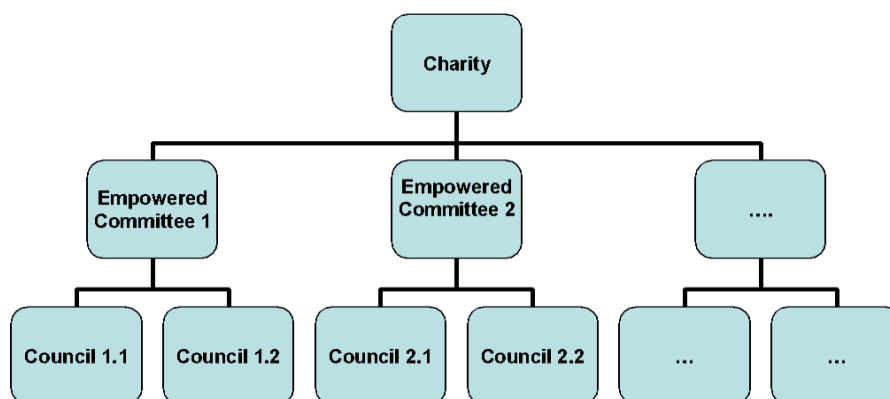 Charity
Empowered
Committee 1
Empowered
Committee 2
....
Council 1.1
Council 1.2
Council 2.1
Council 2.2
...
...